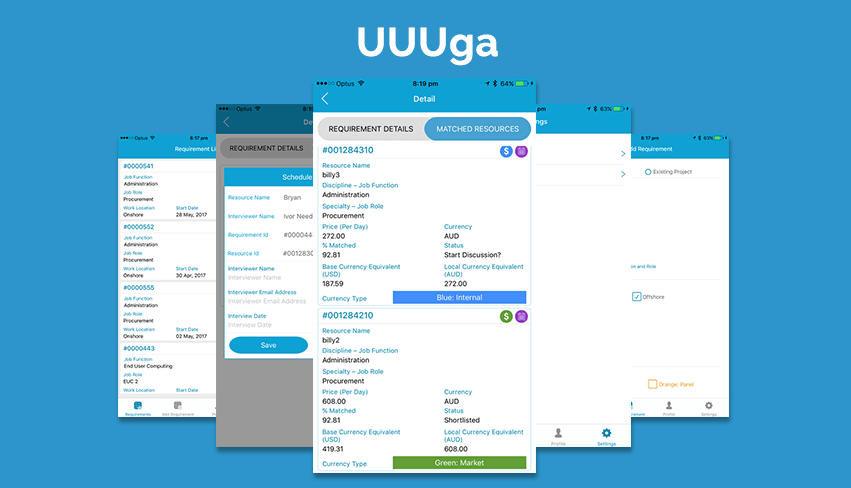 UUUga
Optus 8:17 pm
Requirement Li
#0000541
Job Function
Administration
Job Role
Procurement
Work Location Start Date
Onshore 28 May, 2017
#0000552
Job Function
Administration
Job Role
Procurement
Work Location Start Date
Onshore 30 Apr, 2017
#0000555
Job Function
Administration
Job Role
Procurement
Work Location Start Date
Onshore 02 May, 2017
#0000443
Job Function
End User Computing
Job Role
EUC 2
Work Location Start Date
Requirements Add Requirement
Optus
De
REQUIREMENT DETAILS
Schedule
Resource Name Bryan
Interviewer Name Ivor Need
Requirement Id #000044
Resource Id #0012830
Interviewer Name
Interviewer Name
Interviewer Email Address
Interviewer Email Address
Interview Date
Interview Date
Save
Optus 8:19 pm 64%
Detail
REQUIREMENT DETAILS MATCHED RESOURCES
#001284310
Resource Name
billy3
Discipline – Job Function
Administration
Specialty – Job Role
Procurement
Price (Per Day) Currency
272.00 AUD
% Matched Status
92.81 Start Discussion?
Base Currency Equivalent (USD) Local Currency Equivalent (AUD)
187.59 272.00
Currency Type Blue: Internal
#001284210
Resource Name
billy2
Discipline – Job Function
Administration
Specialty – Job Role
Procurement
Price (Per Day) Currency
608.00 AUD
% Matched Status
92.81 Shortlisted
Base Currency Equivalent (USD) Local Currency Equivalent (AUD)
419.31 608.00
Currency Type Green: Market
63%
ngs
Profile Settings
8:17 pm 63%
dd Requirement
Existing Project
on and Role
Offshore
Orange: Panel
Profile Settings